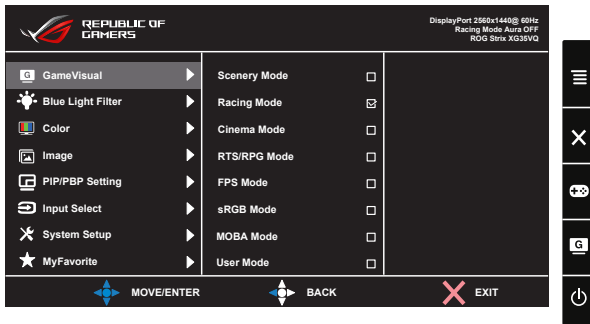 REPUBLIC OF
GAMERS
DisplayPort 2560x1440@ 60Hz
Racing Mode Aura OFF
ROG Strix XG35VQ
G GameVisual
Blue Light Filter
Color
Image
PIP/PBP Setting
Input Select
System Setup
MyFavorite
Scenery Mode
Racing Mode
Cinema Mode
RTS/RPG Mode
FPS Mode
sRGB Mode
MOBA Mode
User Mode
MOVE/ENTER
BACK
EXIT
G